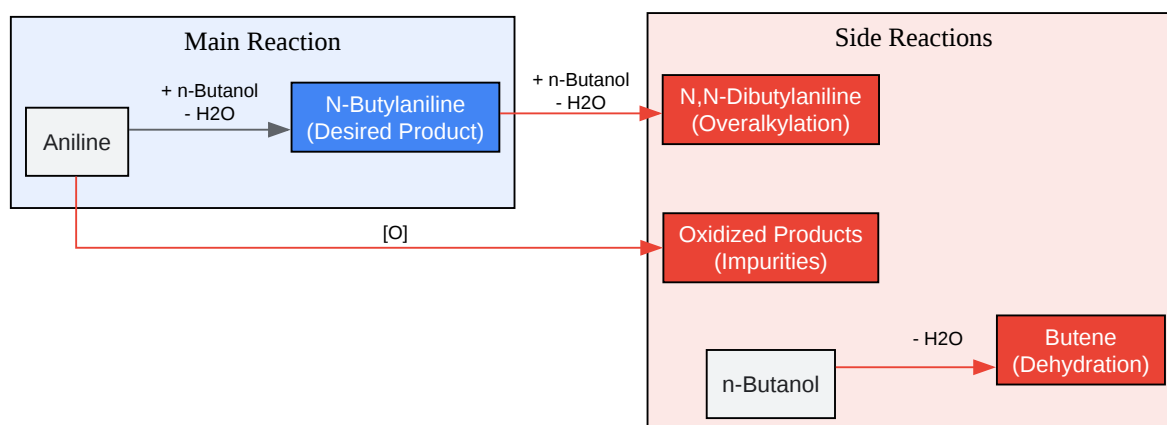 Main Reaction
Side Reactions
+ n-Butanol
- H2O
+ n-Butanol
- H2O
Aniline
N-Butylaniline
(Desired Product)
N,N-Dibutylaniline
(Overalkylation)
[O]
Oxidized Products
(Impurities)
n-Butanol
- H2O
Butene
(Dehydration)